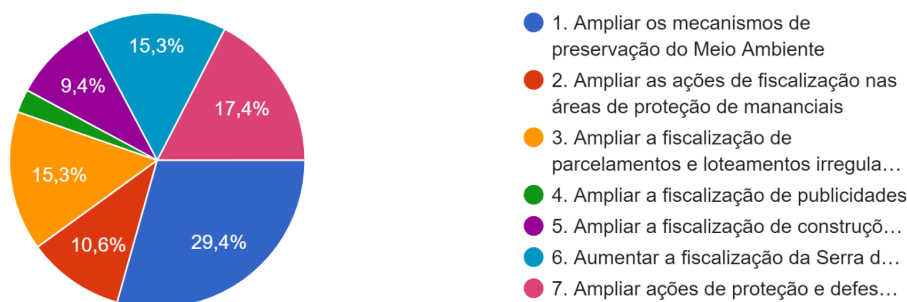 15,3%
9,4%
17,4%
15,3%
10,6%
29,4%
1. Ampliar os mecanismos de
preservação do Meio Ambiente
2. Ampliar as ações de fiscalização nas
áreas de proteção de mananciais
3. Ampliar a fiscalização de
parcelamentos e loteamentos irregula…
4. Ampliar a fiscalização de publicidades
5. Ampliar a fiscalização de construçõ…
6. Aumentar a fiscalização da Serra d…
7. Ampliar ações de proteção e defes…